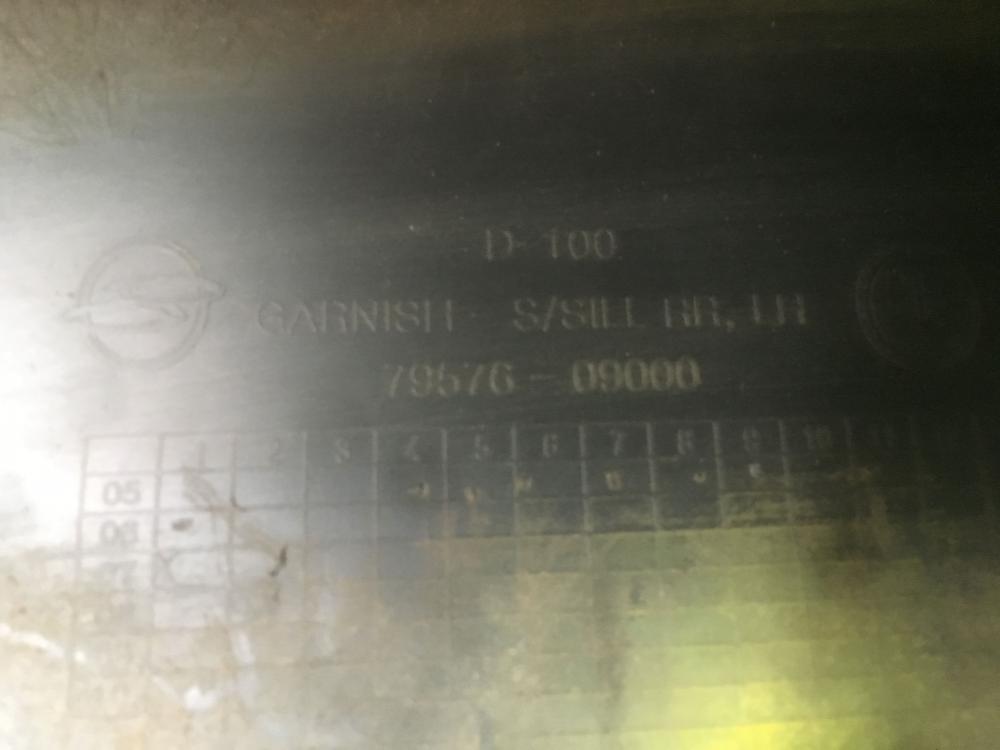 D-100
GARNISH - S/SILL RR, LH
79576-09000
1 2 3 4 5 6 7 8 9 10 11
05
06